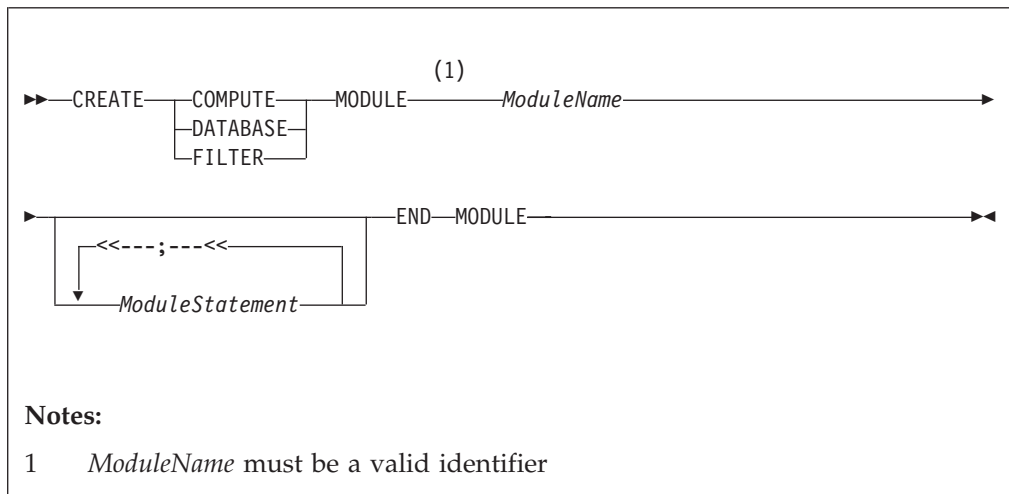 (1)
CREATE COMPUTE MODULE ModuleName
DATABASE
FILTER
END MODULE
<<---;---<<
ModuleStatement
Notes:
1 ModuleName must be a valid identifier